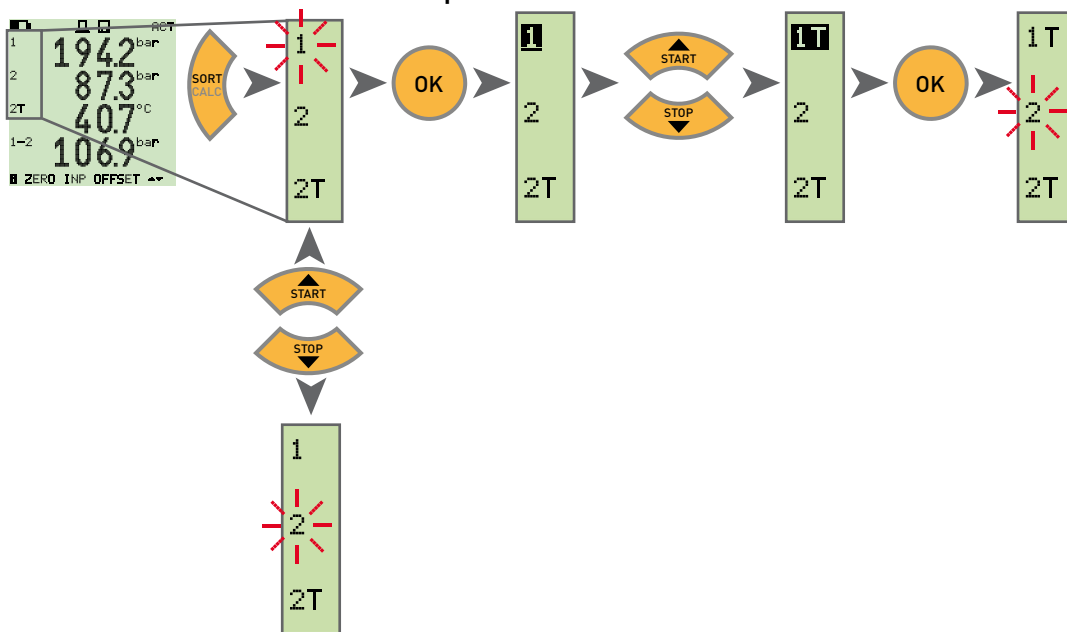 ACT
1 194.2 bar
2 87.3 bar
2T 40.7 °C
1-2 106.9 bar
ZERO INP OFFSET
SORT
CALC
1
2
2T
OK
1
2
2T
START
STOP
1T
2
2T
OK
1T
2
2T
START
STOP
1
2
2T